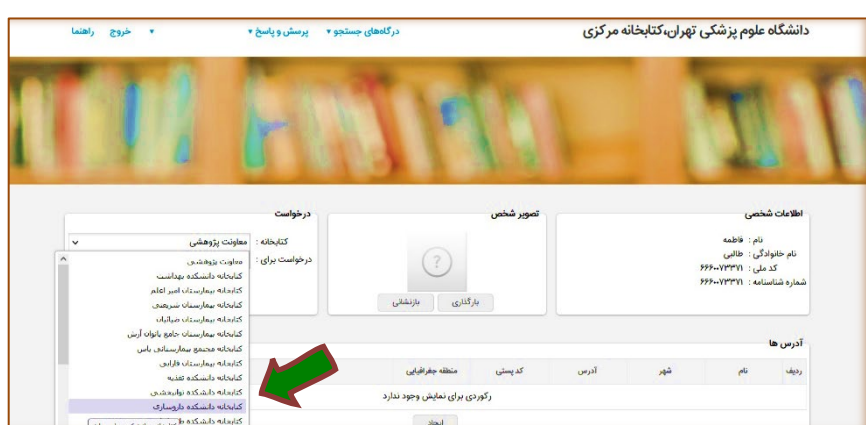 دانشگاه علوم پزشکی تهران،کتابخانه مرکزی
درگاه‌های جستجو ▾
پرسش و پاسخ ▾
▾
خروج
راهنما
اطلاعات شخصی
نام : فاطمه
نام خانوادگی : طالبی
کد ملی : ۶۶۶۰۰۷۳۳۷۱
شماره شناسنامه : ۶۶۶۰۰۷۳۳۷۱
تصویر شخص
?
بارگذاری
بازنشانی
درخواست
کتابخانه : معاونت پژوهشی
درخواست برای :
معاونت پژوهشی
کتابخانه دانشکده بهداشت
کتابخانه بیمارستان امیر اعلم
کتابخانه بیمارستان شریعتی
کتابخانه بیمارستان ضیائیان
کتابخانه بیمارستان جامع بانوان آرش
کتابخانه مجتمع بیمارستانی یاس
کتابخانه بیمارستان فارابی
کتابخانه دانشکده تغذیه
کتابخانه دانشکده توانبخشی
کتابخانه دانشکده داروسازی
کتابخانه دانشکده
آدرس ها
ردیف
نام
شهر
آدرس
کد پستی
منطقه جغرافیایی
رکوردی برای نمایش وجود ندارد
ایجاد